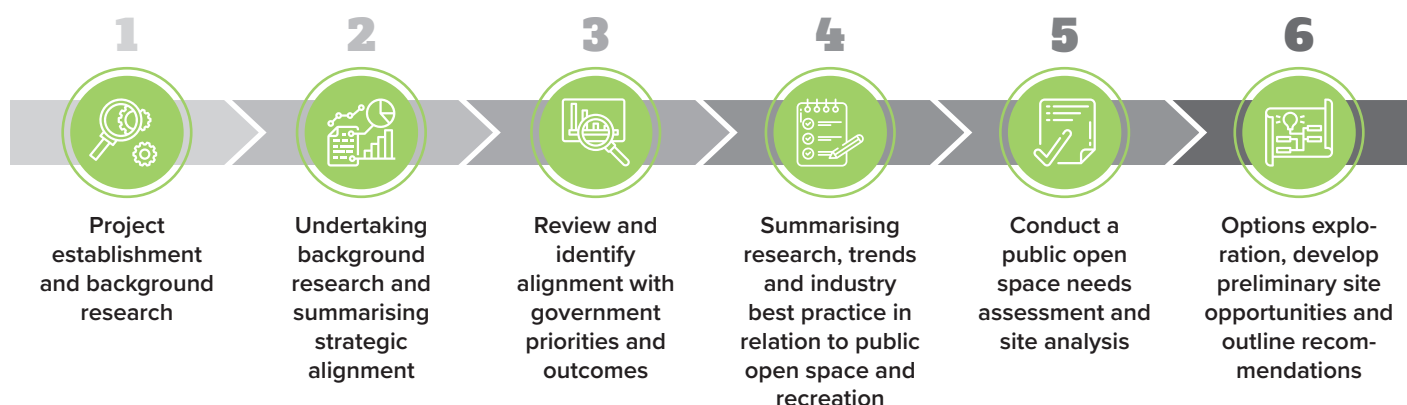 1
Project
establishment
and background
research
2
Undertaking
background
research and
summarising
strategic
alignment
3
Review and
identify
alignment with
government
priorities and
outcomes
4
Summarising
research, trends
and industry
best practice in
relation to public
open space and
recreation
5
Conduct a
public open
space needs
assessment and
site analysis
6
Options explo-
ration, develop
preliminary site
opportunities and
outline recom-
mendations